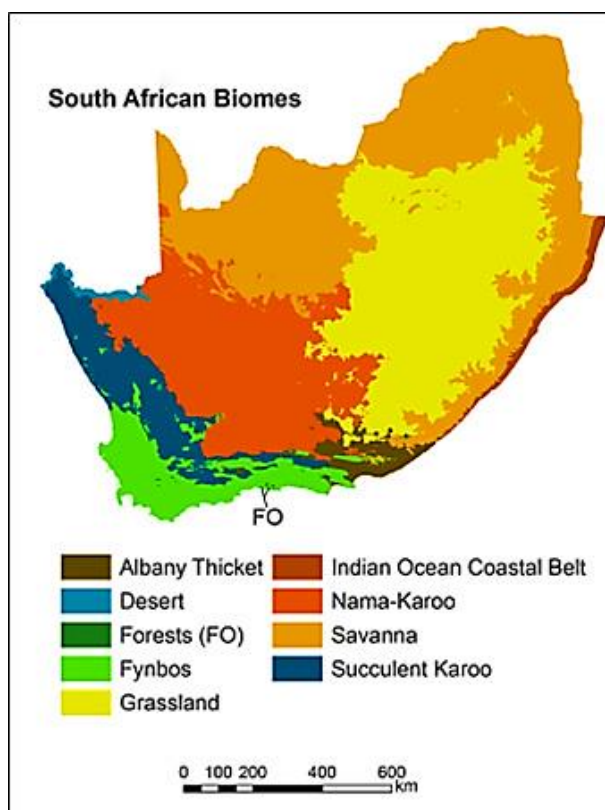 South African Biomes
FO
Albany Thicket
Desert
Forests (FO)
Fynbos
Grassland
Indian Ocean Coastal Belt
Nama-Karoo
Savanna
Succulent Karoo
0 100 200 400 600
km